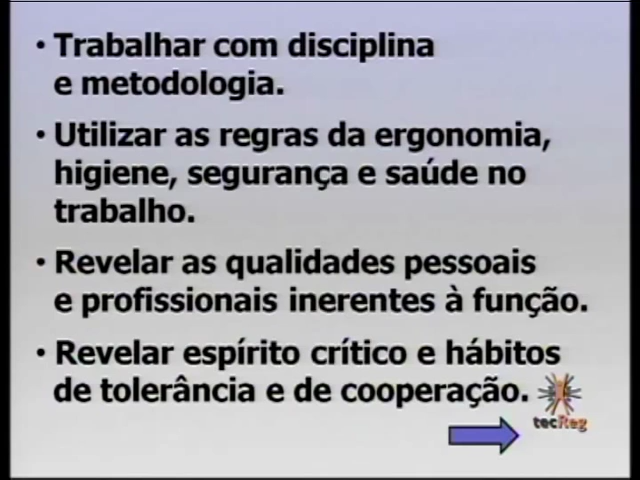 • Trabalhar com disciplina
e metodologia.
• Utilizar as regras da ergonomia,
higiene, segurança e saúde no
trabalho.
• Revelar as qualidades pessoais
e profissionais inerentes à função.
• Revelar espírito crítico e hábitos
de tolerância e de cooperação.
tecReg